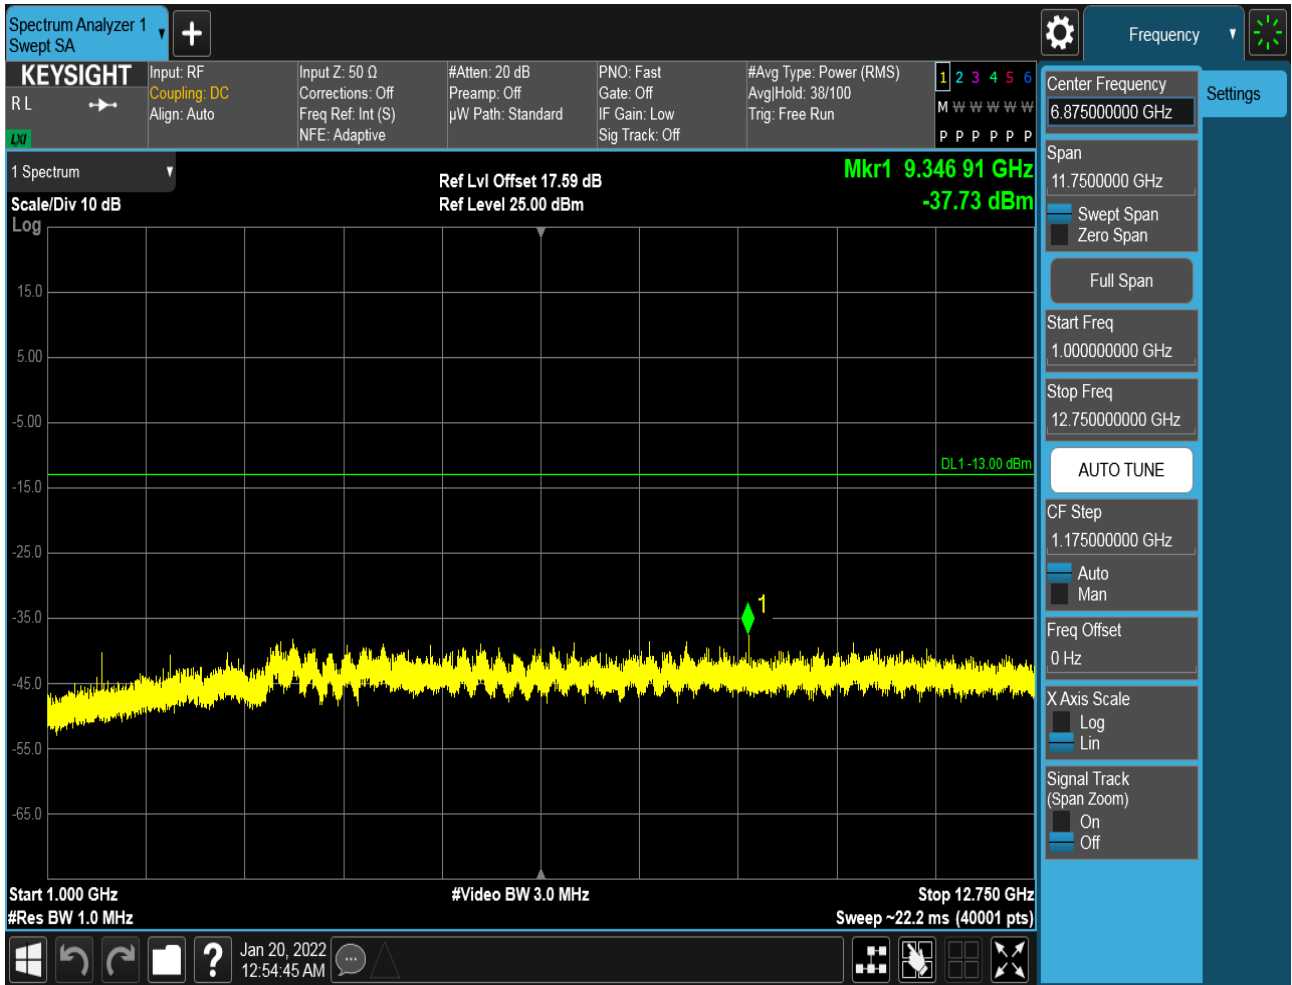 Spectrum Analyzer 1
Swept SA
Frequency
KEYSIGHT
R L
LXI
Input: RF
Coupling: DC
Align: Auto
Input Z: 50 Ω
Corrections: Off
Freq Ref: Int (S)
NFE: Adaptive
#Atten: 20 dB
Preamp: Off
µW Path: Standard
PNO: Fast
Gate: Off
IF Gain: Low
Sig Track: Off
#Avg Type: Power (RMS)
Avg|Hold: 38/100
Trig: Free Run
1 2 3 4 5 6
M W W W W W
P P P P P P
1 Spectrum
Scale/Div 10 dB
Log
Ref Lvl Offset 17.59 dB
Ref Level 25.00 dBm
Mkr1 9.346 91 GHz
-37.73 dBm
15.0
5.00
-5.00
DL1 -13.00 dBm
-15.0
-25.0
1
-35.0
-45.0
-55.0
-65.0
Start 1.000 GHz
#Res BW 1.0 MHz
#Video BW 3.0 MHz
Stop 12.750 GHz
Sweep ~22.2 ms (40001 pts)
Center Frequency
6.875000000 GHz
Settings
Span
11.7500000 GHz
Swept Span
Zero Span
Full Span
Start Freq
1.000000000 GHz
Stop Freq
12.750000000 GHz
AUTO TUNE
CF Step
1.175000000 GHz
Auto
Man
Freq Offset
0 Hz
X Axis Scale
Log
Lin
Signal Track
(Span Zoom)
On
Off
?
Jan 20, 2022
12:54:45 AM